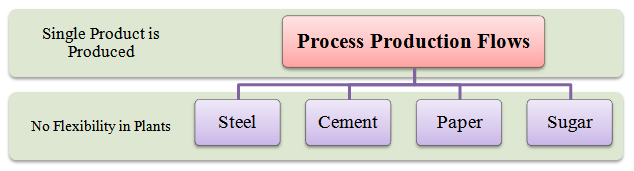 Single Product is
Produced
Process Production Flows
No Flexibility in Plants
Steel
Cement
Paper
Sugar